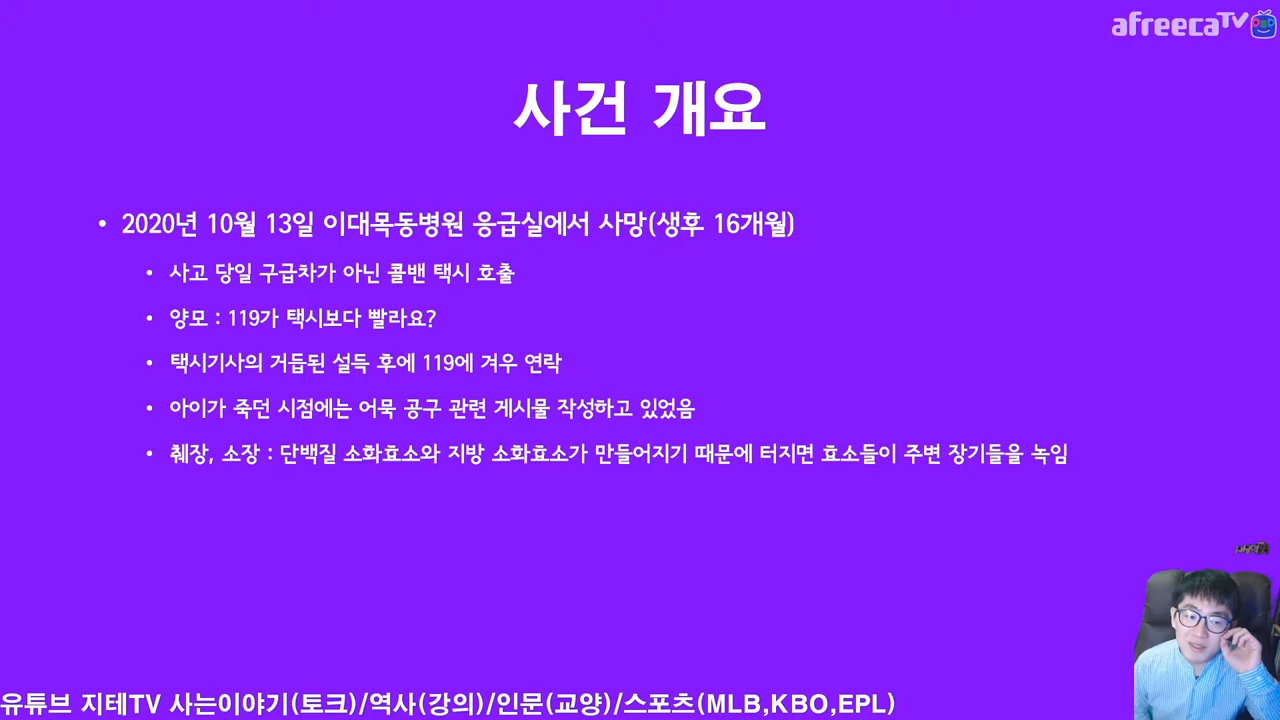 afreecaTV
사건 개요
• 2020년 10월 13일 이대목동병원 응급실에서 사망(생후 16개월)
• 사고 당일 구급차가 아닌 콜밴 택시 호출
• 양모 : 119가 택시보다 빨라요?
• 택시기사의 거듭된 설득 후에 119에 겨우 연락
• 아이가 죽던 시점에는 어묵 공구 관련 게시물 작성하고 있었음
• 췌장, 소장 : 단백질 소화효소와 지방 소화효소가 만들어지기 때문에 터지면 효소들이 주변 장기들을 녹임
유튜브 지테TV 사는이야기(토크)/역사(강의)/인문(교양)/스포츠(MLB,KBO,EPL)